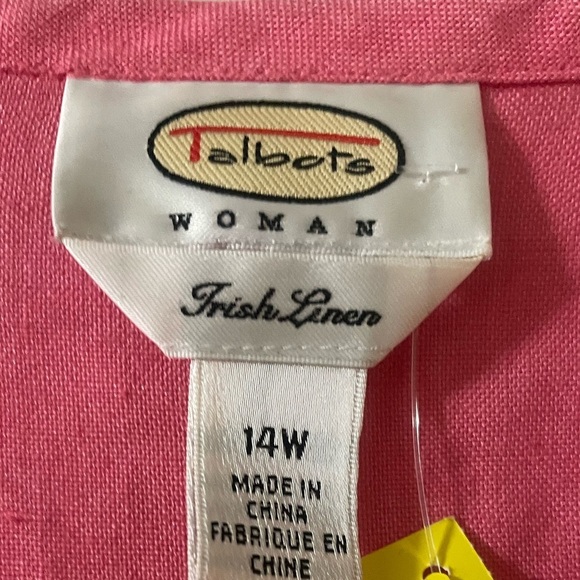 Talbots
WOMAN
Irish Linen
14W
MADE IN
CHINA
FABRIQUE EN
CHINE